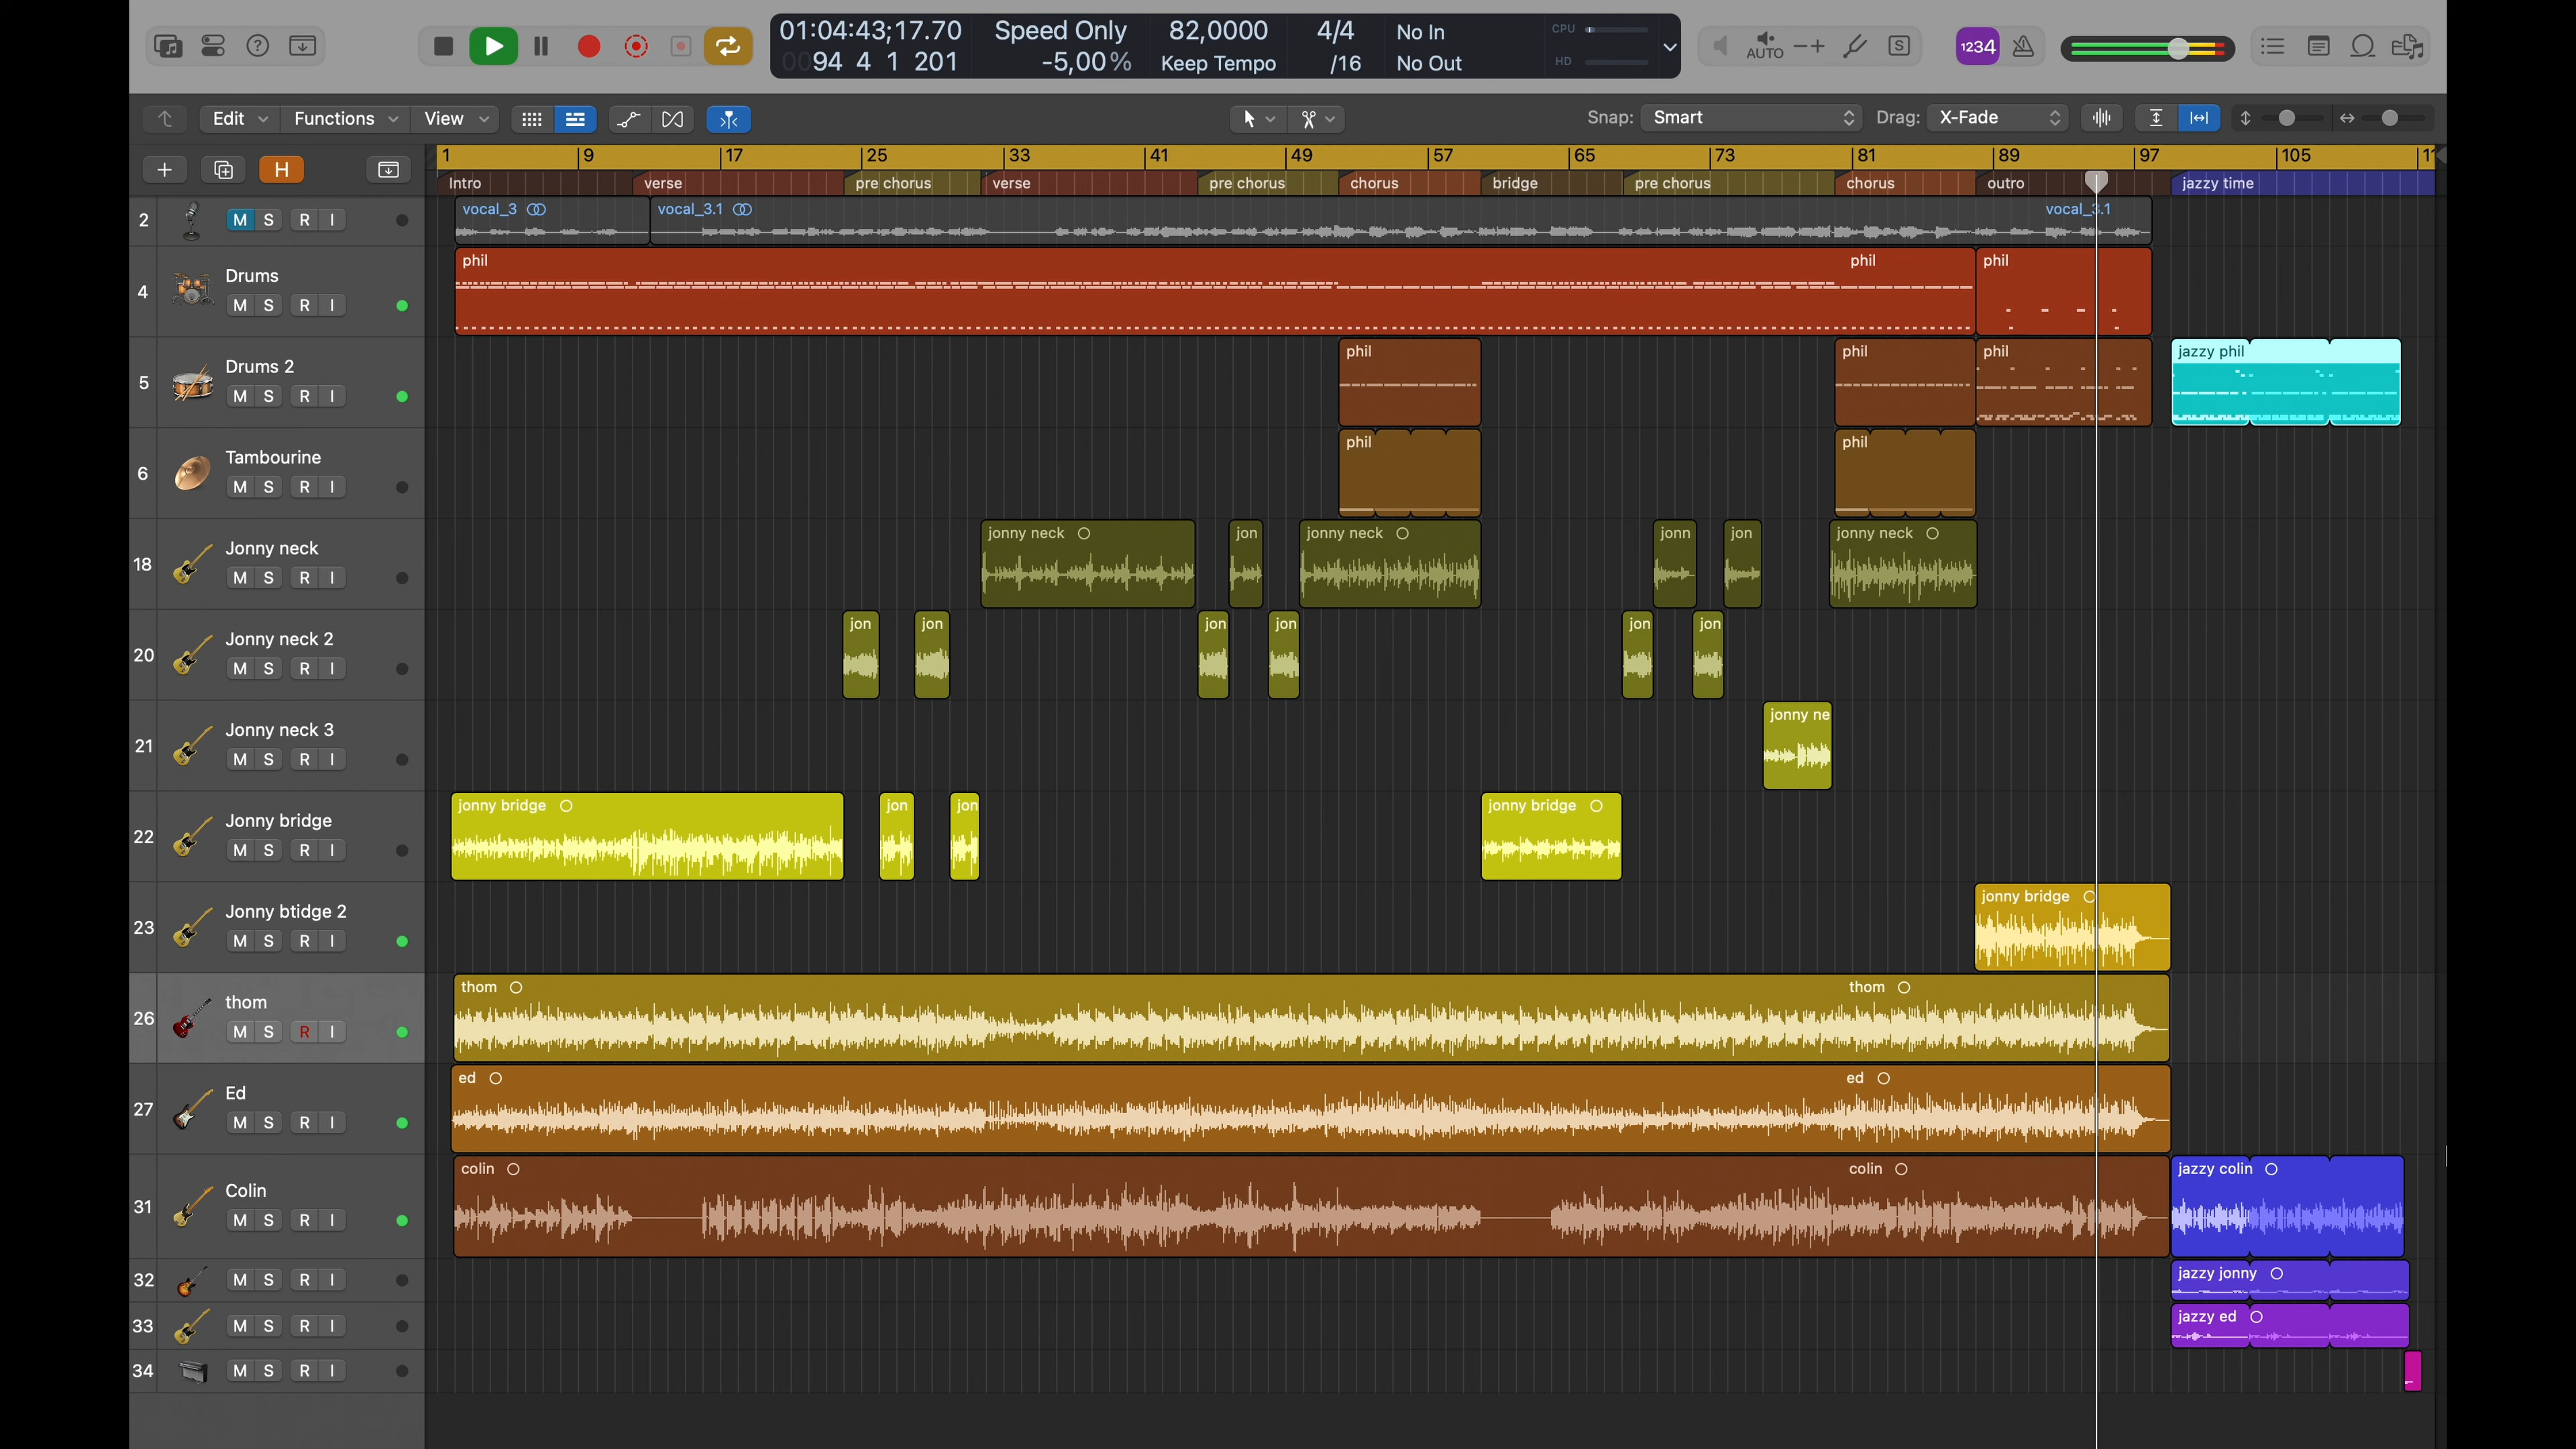 01:04:43;17.70 Speed Only 82,0000 4/4 No In CPU
0094 4 1 201 -5,00% Keep Tempo /16 No Out HD
AUTO S 1234
Edit Functions View Snap: Smart Drag: X-Fade
H 1 9 17 25 33 41 49 57 65 73 81 89 97 105
Intro verse pre chorus verse pre chorus chorus bridge pre chorus chorus outro jazzy time
2 M S R I vocal_3 vocal_3.1 vocal_3.1
4 Drums phil phil phil
M S R I
5 Drums 2 phil phil phil jazzy phil
M S R I
6 Tambourine phil phil
M S R I
18 Jonny neck jonny neck jon jonny neck jonn jon jonny neck
M S R I
20 Jonny neck 2 jon jon jon jon jon jon
M S R I
21 Jonny neck 3 jonny ne
M S R I
22 Jonny bridge jonny bridge jon jon jonny bridge
M S R I
23 Jonny btidge 2 jonny bridge
M S R I
26 thom thom thom
M S R I
27 Ed ed ed
M S R I
31 Colin colin colin jazzy colin
M S R I
32 M S R I jazzy jonny
33 M S R I jazzy ed
34 M S R I